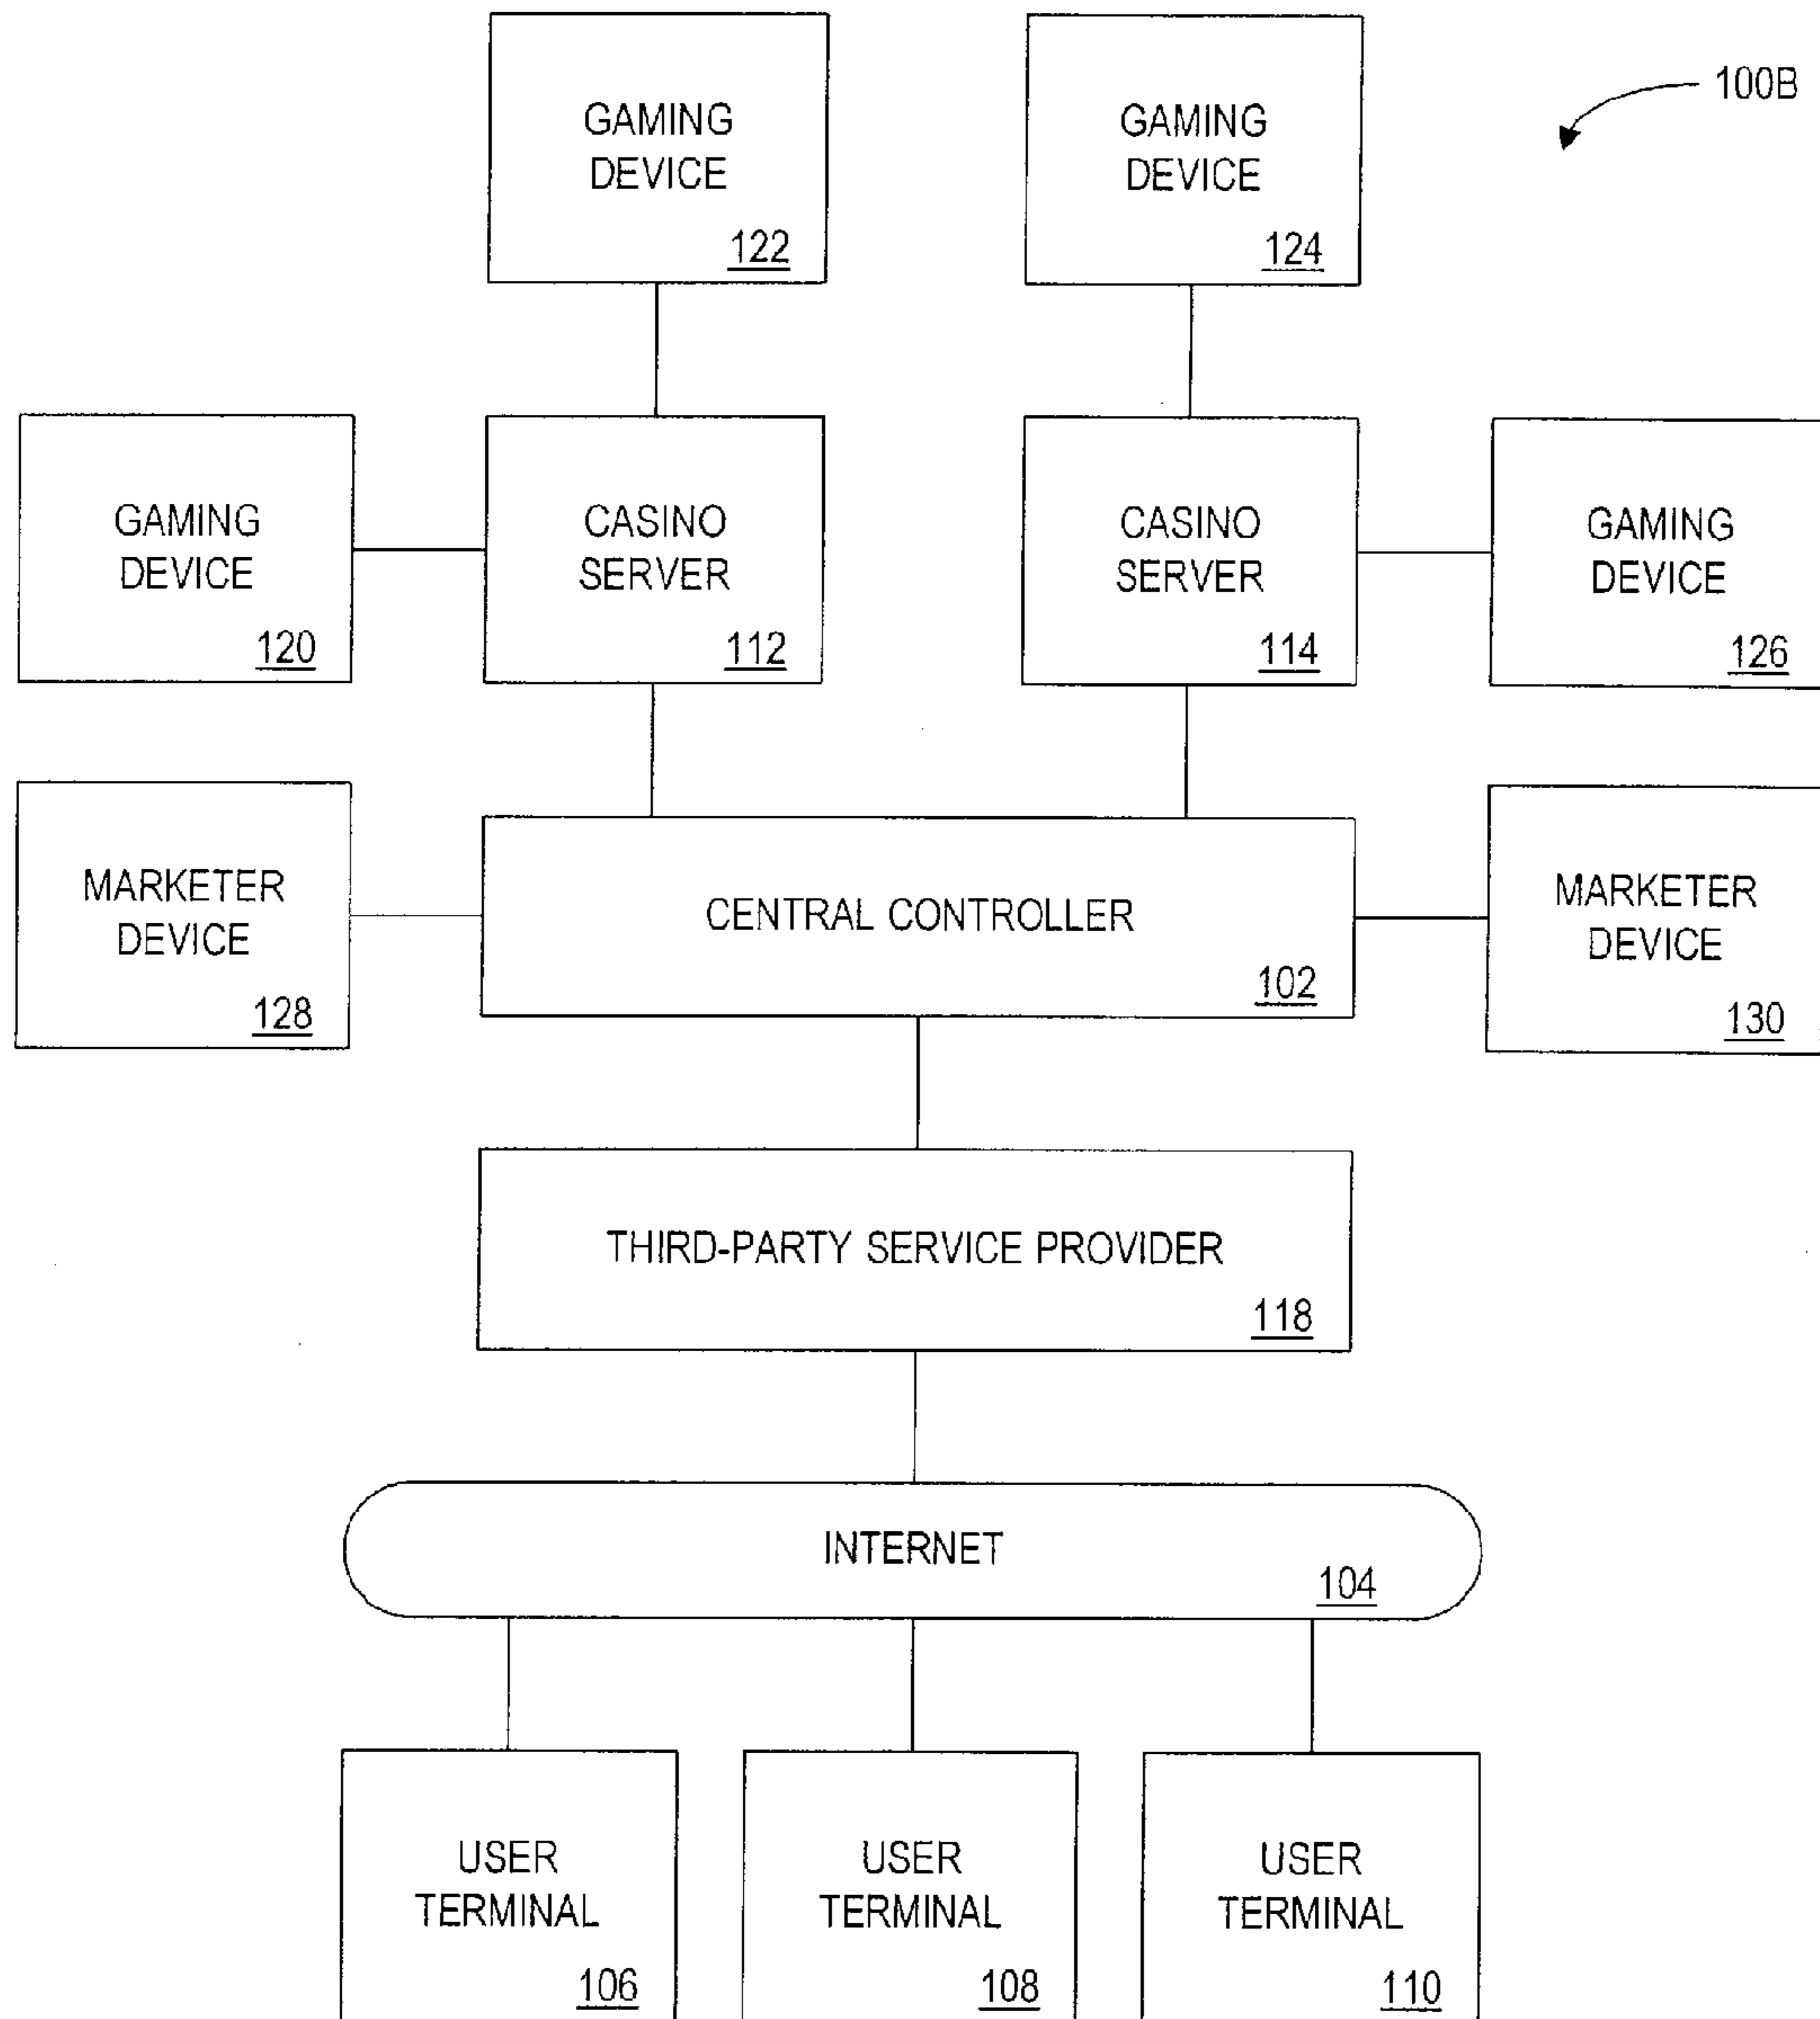 100B
GAMING
DEVICE
122
GAMING
DEVICE
124
GAMING
DEVICE
120
CASINO
SERVER
112
CASINO
SERVER
114
GAMING
DEVICE
126
MARKETER
DEVICE
128
CENTRAL CONTROLLER
102
MARKETER
DEVICE
130
THIRD-PARTY SERVICE PROVIDER
118
INTERNET
104
USER
TERMINAL
106
USER
TERMINAL
108
USER
TERMINAL
110